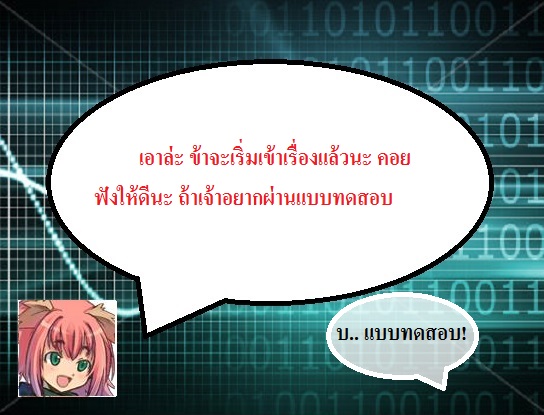 เอาล่ะ ข้าจะเริ่มเข้าเรื่องแล้วนะ คอย
ฟังให้ดีนะ ถ้าเจ้าอยากผ่านแบบทดสอบ
บ.. แบบทดสอบ!